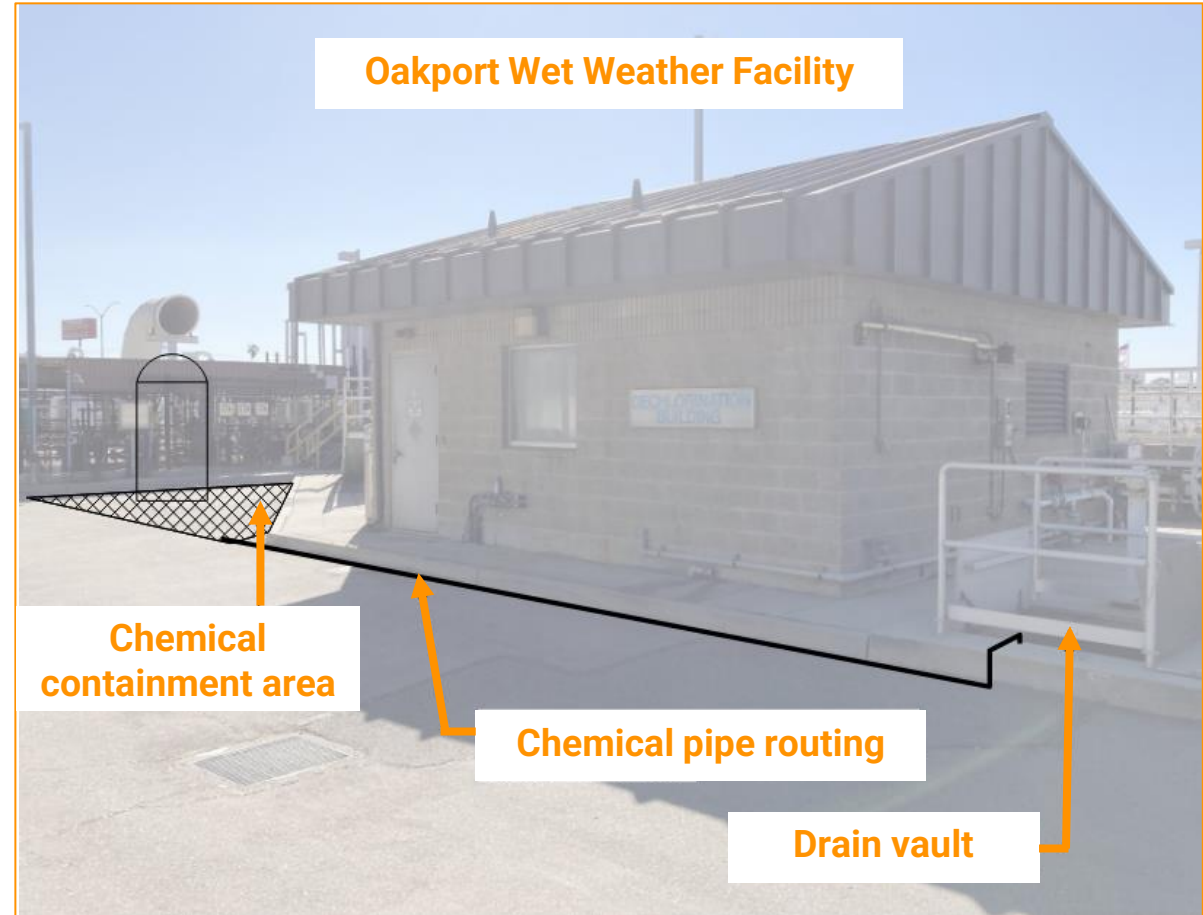 Oakport Wet Weather Facility
DECHLORINATION
BUILDING
Chemical
containment area
Chemical pipe routing
Drain vault